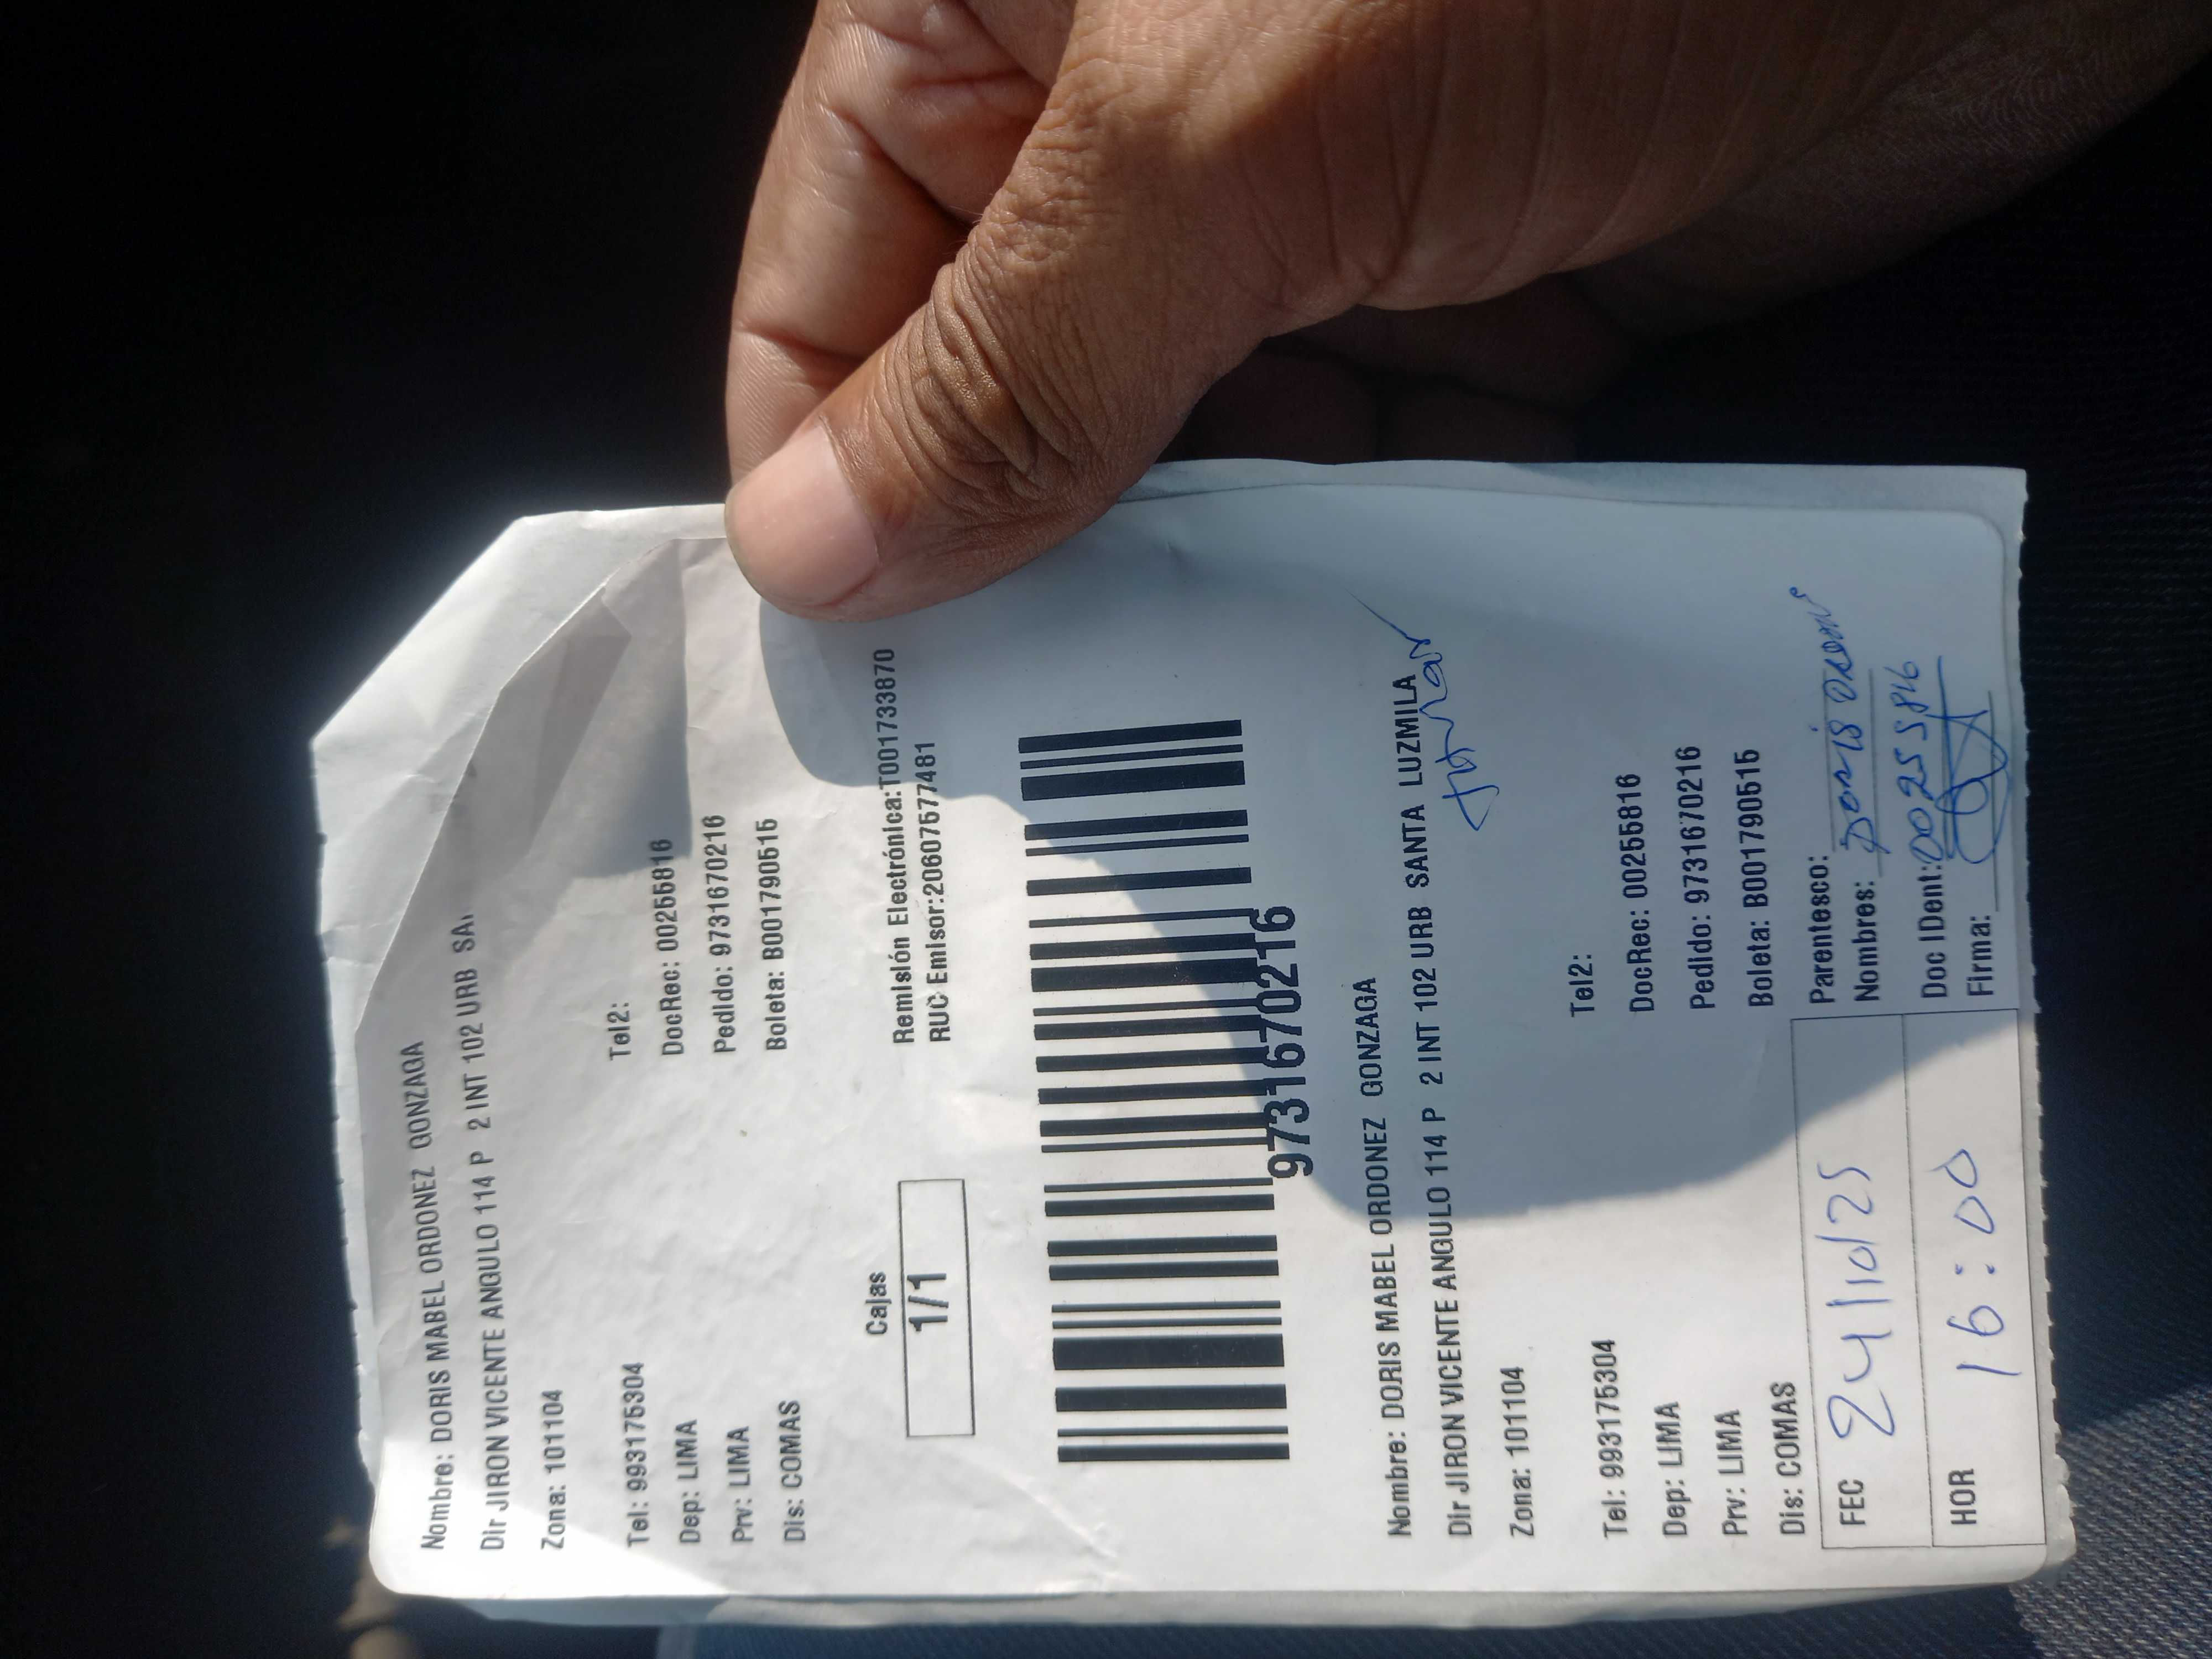 Nombre: DORIS MABEL ORDONEZ GONZAGA
Dir JIRON VICENTE ANGULO 114 P 2 INT 102 URB SA
Zona: 101104
Tel: 993175304 Tel2:
Dep: LIMA DocRec: 00255816
Prv: LIMA Pedido: 9731670216
Dis: COMAS Boleta: B001790515
Cajas
1/1
Remisión Electrónica:T001733870
RUC Emisor:20607577481
9731670216
Nombre: DORIS MABEL ORDONEZ GONZAGA
Dir JIRON VICENTE ANGULO 114 P 2 INT 102 URB SANTA LUZMILA
Zona: 101104
Tel: 993175304 Tel2:
Dep: LIMA DocRec: 00255816
Prv: LIMA Pedido: 9731670216
Dis: COMAS Boleta: B001790515
FEC 24/10/25
HOR 16:00
Parentesco:
Nombres: Doris
Doc IDent: 00255816
Firma: